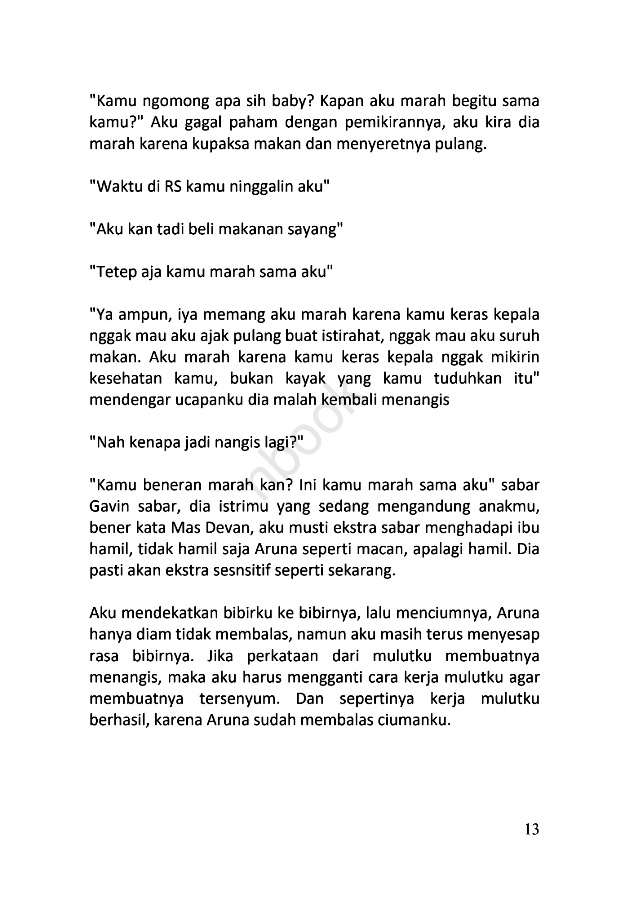 "Kamu ngomong apa sih baby? Kapan aku marah begitu sama
kamu?" Aku gagal paham dengan pemikirannya, aku kira dia
marah karena kupaksa makan dan menyeretnya pulang.
"Waktu di RS kamu ninggalin aku"
"Aku kan tadi beli makanan sayang"
"Tetep aja kamu marah sama aku"
"Ya ampun, iya memang aku marah karena kamu keras kepala
nggak mau aku ajak pulang buat istirahat, nggak mau aku suruh
makan. Aku marah karena kamu keras kepala nggak mikirin
kesehatan kamu, bukan kayak yang kamu tuduhkan itu"
mendengar ucapanku dia malah kembali menangis
"Nah kenapa jadi nangis lagi?"
"Kamu beneran marah kan? Ini kamu marah sama aku" sabar
Gavin sabar, dia istrimu yang sedang mengandung anakmu,
bener kata Mas Devan, aku musti ekstra sabar menghadapi ibu
hamil, tidak hamil saja Aruna seperti macan, apalagi hamil. Dia
pasti akan ekstra sesnsitif seperti sekarang.
Aku mendekatkan bibirku ke bibirnya, lalu menciumnya, Aruna
hanya diam tidak membalas, namun aku masih terus menyesap
rasa bibirnya. Jika perkataan dari mulutku membuatnya
menangis, maka aku harus mengganti cara kerja mulutku agar
membuatnya tersenyum. Dan sepertinya kerja mulutku
berhasil, karena Aruna sudah membalas ciumanku.
nbook
13